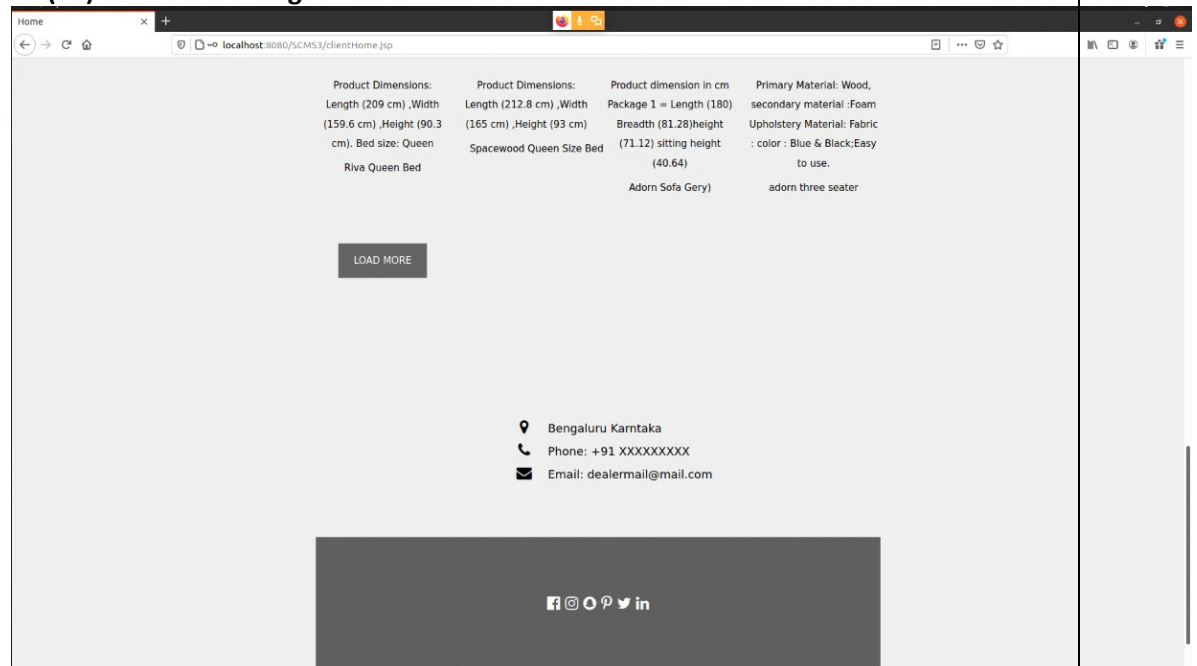 Home
localhost:8080/SCMS3/clientHome.jsp
Product Dimensions:
Length (209 cm) ,Width
(159.6 cm) ,Height (90.3
cm). Bed size: Queen
Riva Queen Bed
Product Dimensions:
Length (212.8 cm) ,Width
(165 cm) ,Height (93 cm)
Spacewood Queen Size Bed
Product dimension in cm
Package 1 = Length (180)
Breadth (81.28)height
(71.12) sitting height
(40.64)
Adorn Sofa Gery)
Primary Material: Wood,
secondary material :Foam
Upholstery Material: Fabric
: color : Blue & Black;Easy
to use.
adorn three seater
LOAD MORE
Bengaluru Karntaka
Phone: +91 XXXXXXXXX
Email: dealermail@mail.com